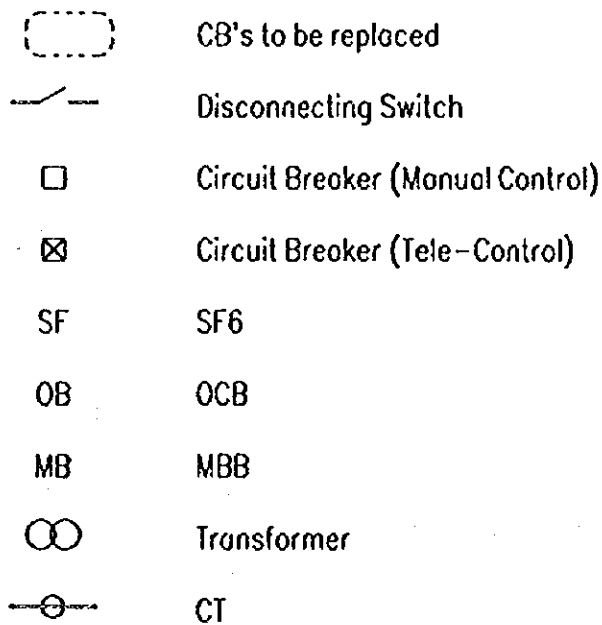 CB's to be replaced
Disconnecting Switch
Circuit Breaker (Manual Control)
Circuit Breaker (Tele-Control)
SF SF6
OB OCB
MB MBB
Transformer
CT